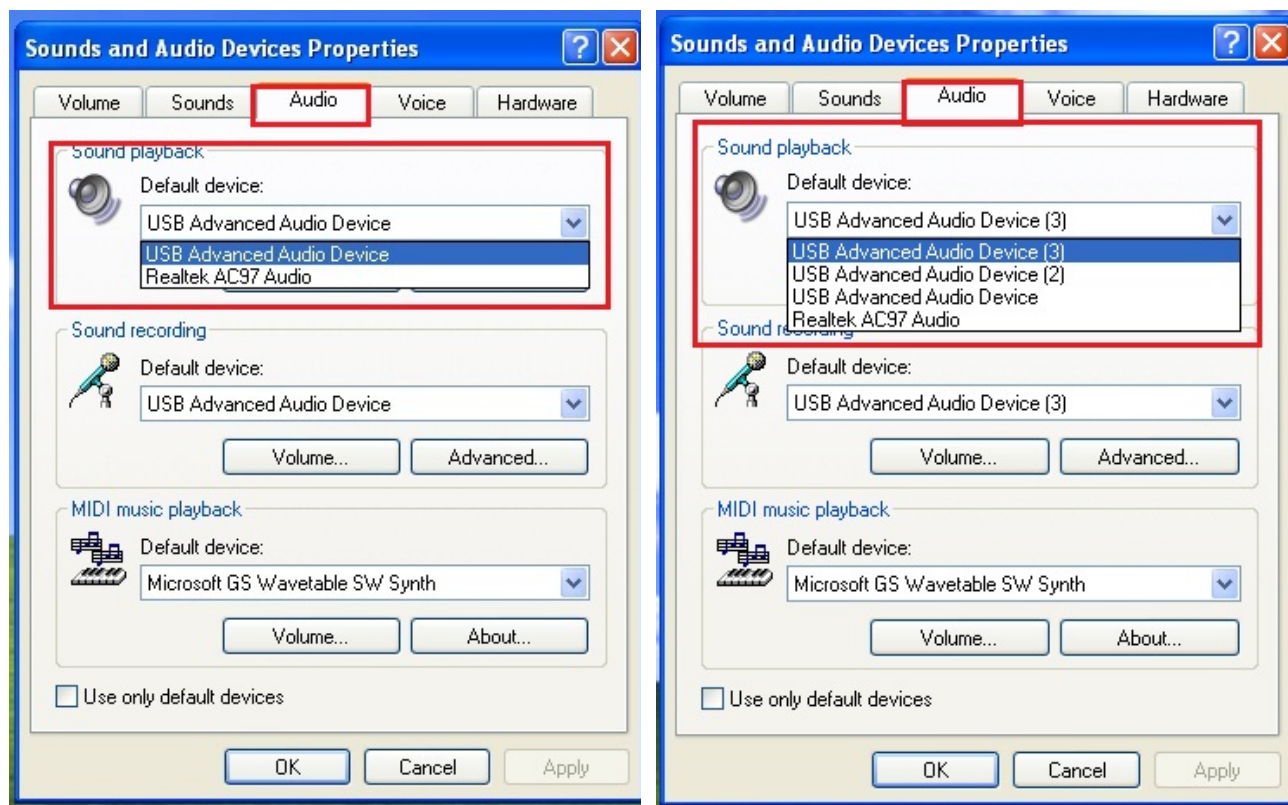 Sounds and Audio Devices Properties
?
Volume
Sounds
Audio
Voice
Hardware
Sound playback
Default device:
USB Advanced Audio Device
USB Advanced Audio Device
Realtek AC97 Audio
Sound recording
Default device:
USB Advanced Audio Device
Volume...
Advanced...
MIDI music playback
Default device:
Microsoft GS Wavetable SW Synth
Volume...
About...
Use only default devices
OK
Cancel
Apply
Sounds and Audio Devices Properties
?
Volume
Sounds
Audio
Voice
Hardware
Sound playback
Default device:
USB Advanced Audio Device (3)
USB Advanced Audio Device (3)
USB Advanced Audio Device (2)
USB Advanced Audio Device
Realtek AC97 Audio
Sound recording
Default device:
USB Advanced Audio Device (3)
Volume...
Advanced...
MIDI music playback
Default device:
Microsoft GS Wavetable SW Synth
Volume...
About...
Use only default devices
OK
Cancel
Apply